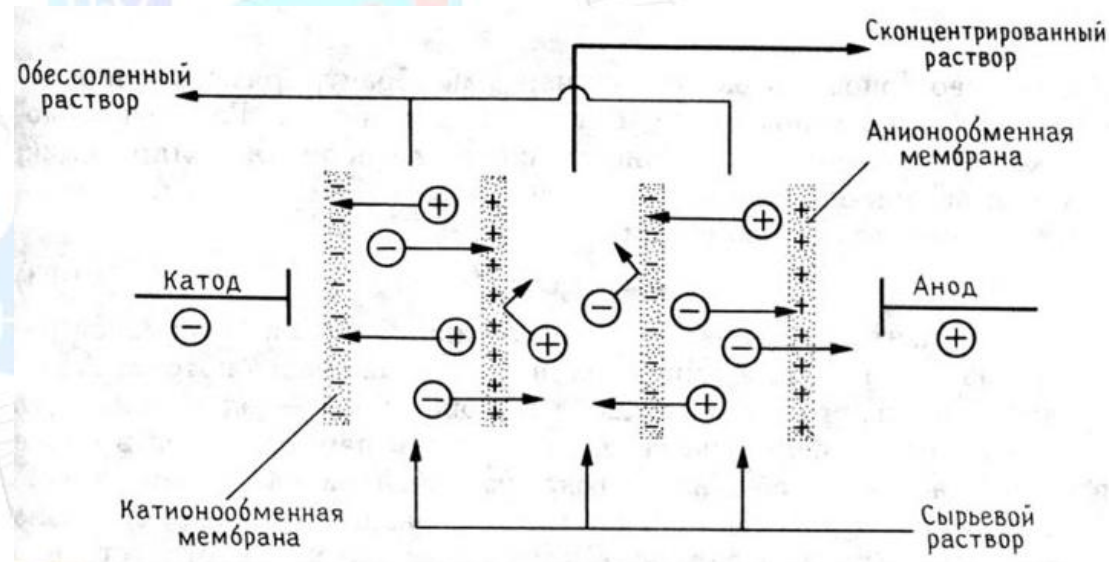 Сконцентрированный
раствор
Обессоленный
раствор
Анионообменная
мембрана
Катод
Анод
Катионообменная
мембрана
Сырьевой
раствор